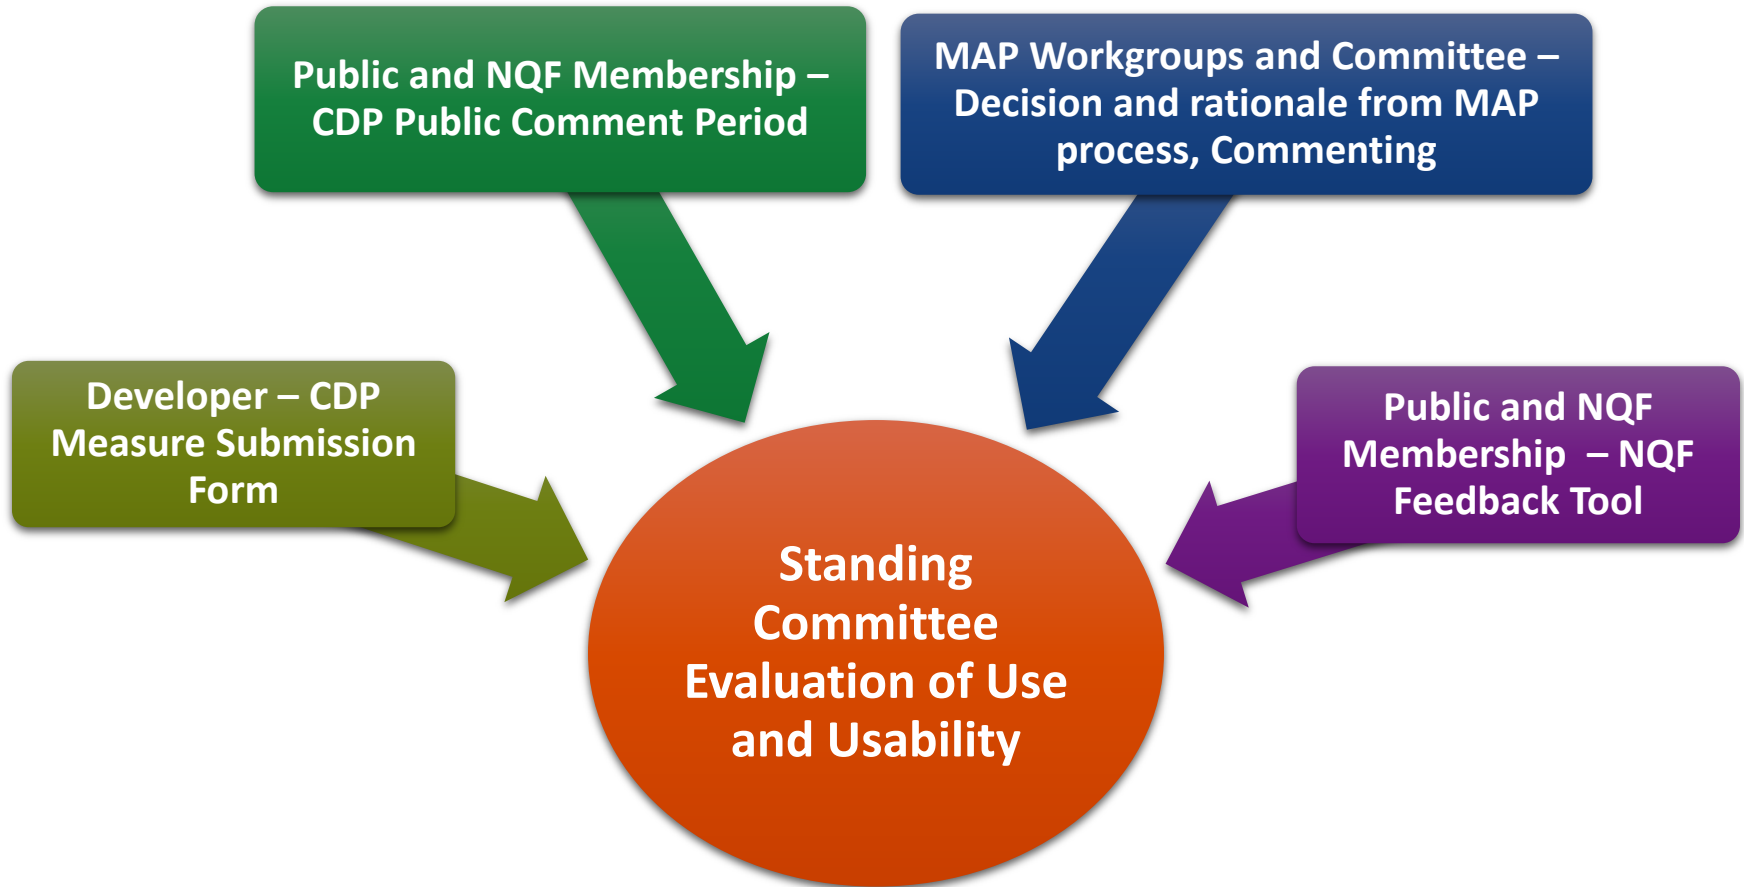 Public and NQF Membership –
CDP Public Comment Period
MAP Workgroups and Committee –
Decision and rationale from MAP
process, Commenting
Developer – CDP
Measure Submission
Form
Public and NQF
Membership  – NQF
Feedback Tool
Standing
Committee
Evaluation of Use
and Usability